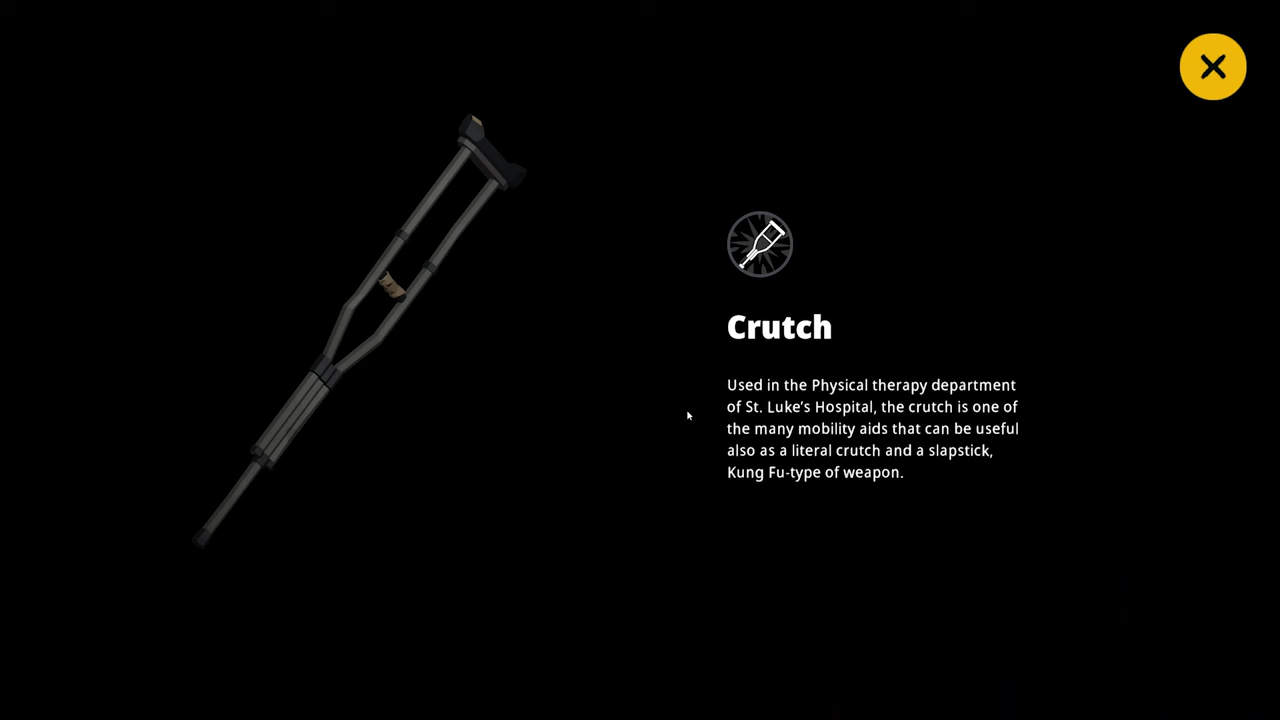 Crutch
Used in the Physical therapy department
of St. Luke's Hospital, the crutch is one of
the many mobility aids that can be useful
also as a literal crutch and a slapstick,
Kung Fu-type of weapon.